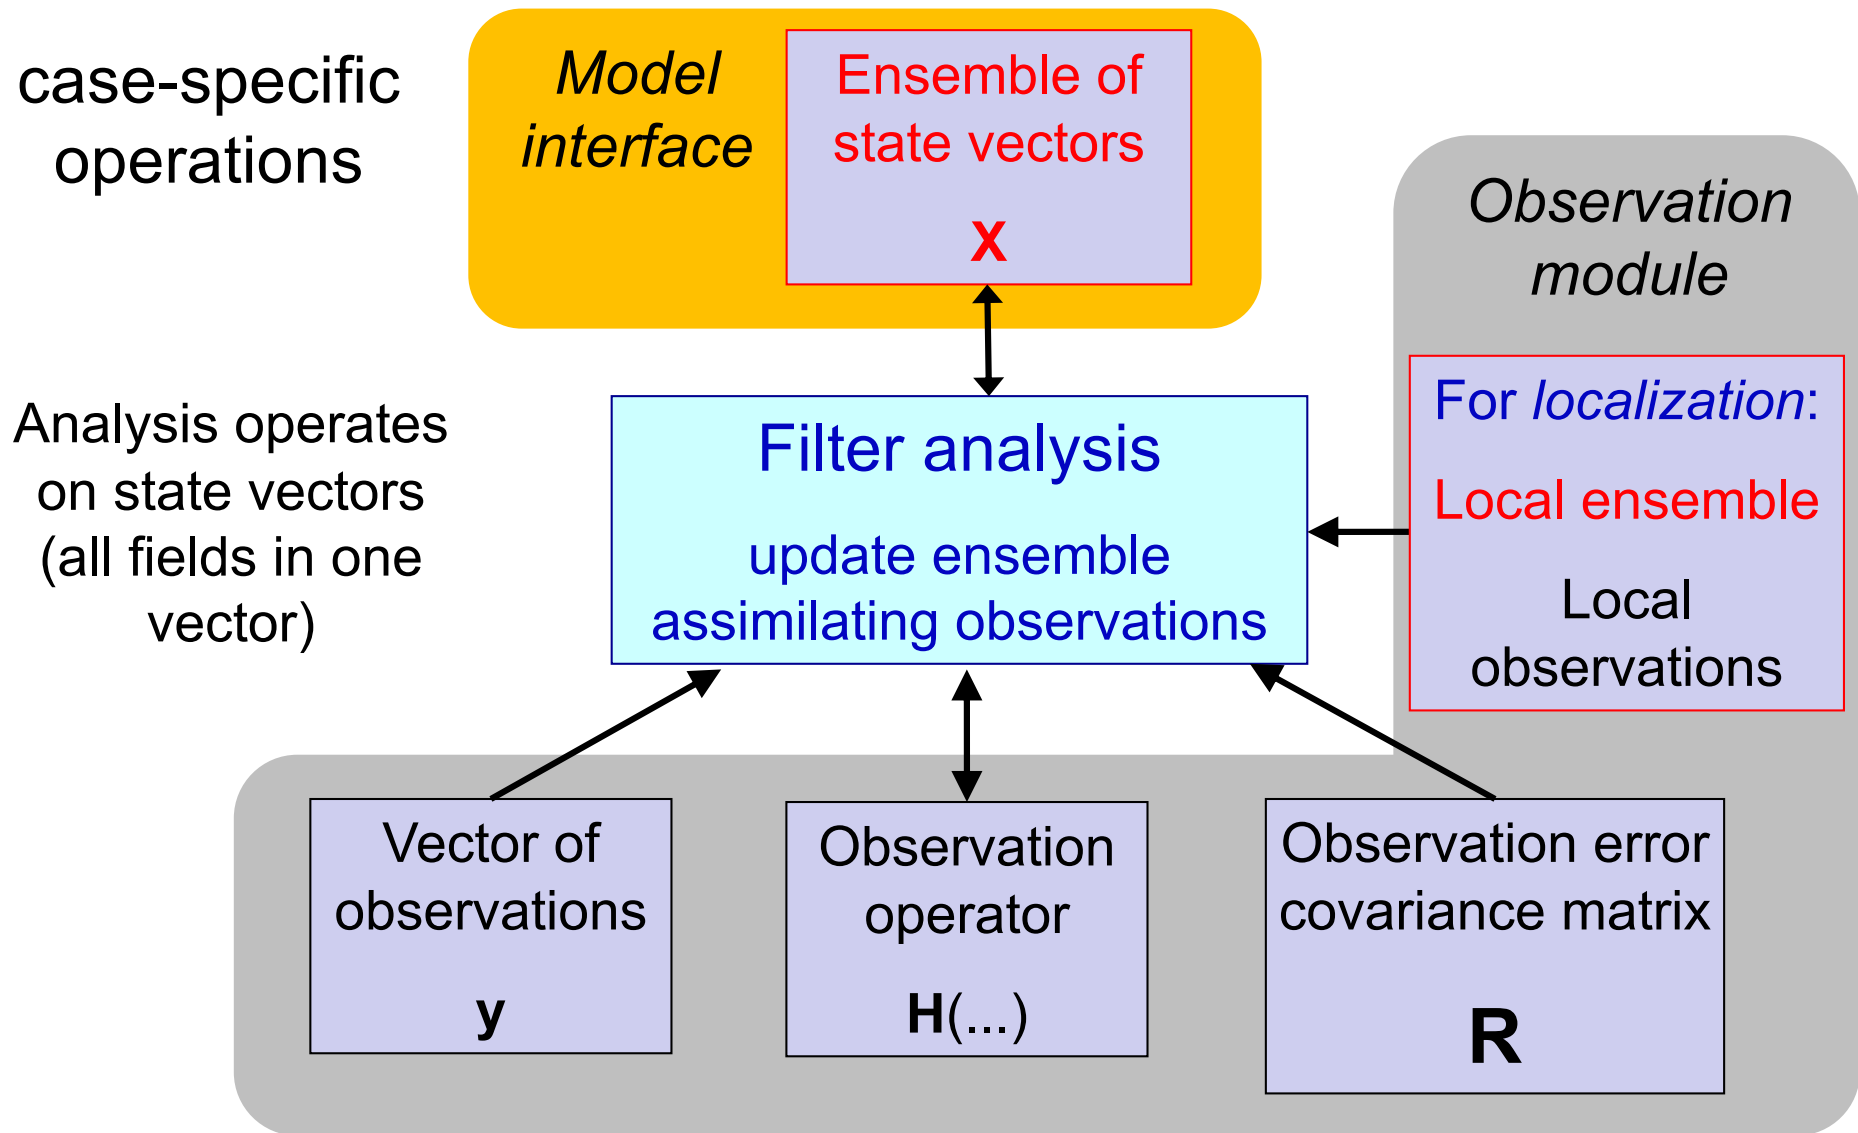 case-specific
operations
Model
interface
Ensemble of
state vectors
X
Observation
module
Analysis operates
on state vectors
(all fields in one
vector)
Filter analysis
update ensemble
assimilating observations
For localization:
Local ensemble
Local
observations
Vector of
observations
y
Observation
operator
H(...)
Observation error
covariance matrix
R